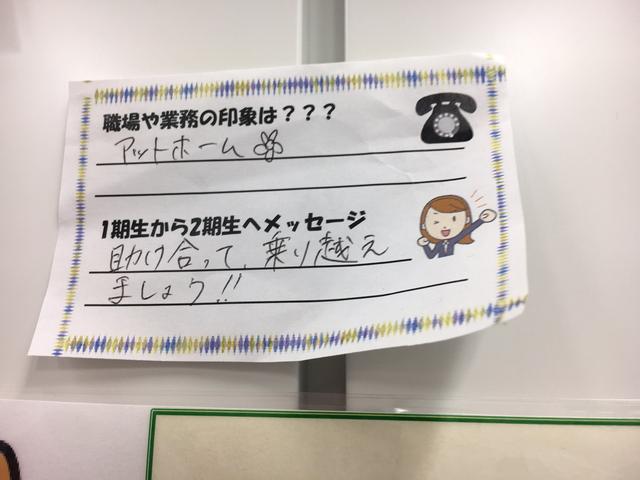 職場や業務の印象は？？？
アットホーム
1期生から2期生へメッセージ
助け合って、乗り越え
ましょう!!